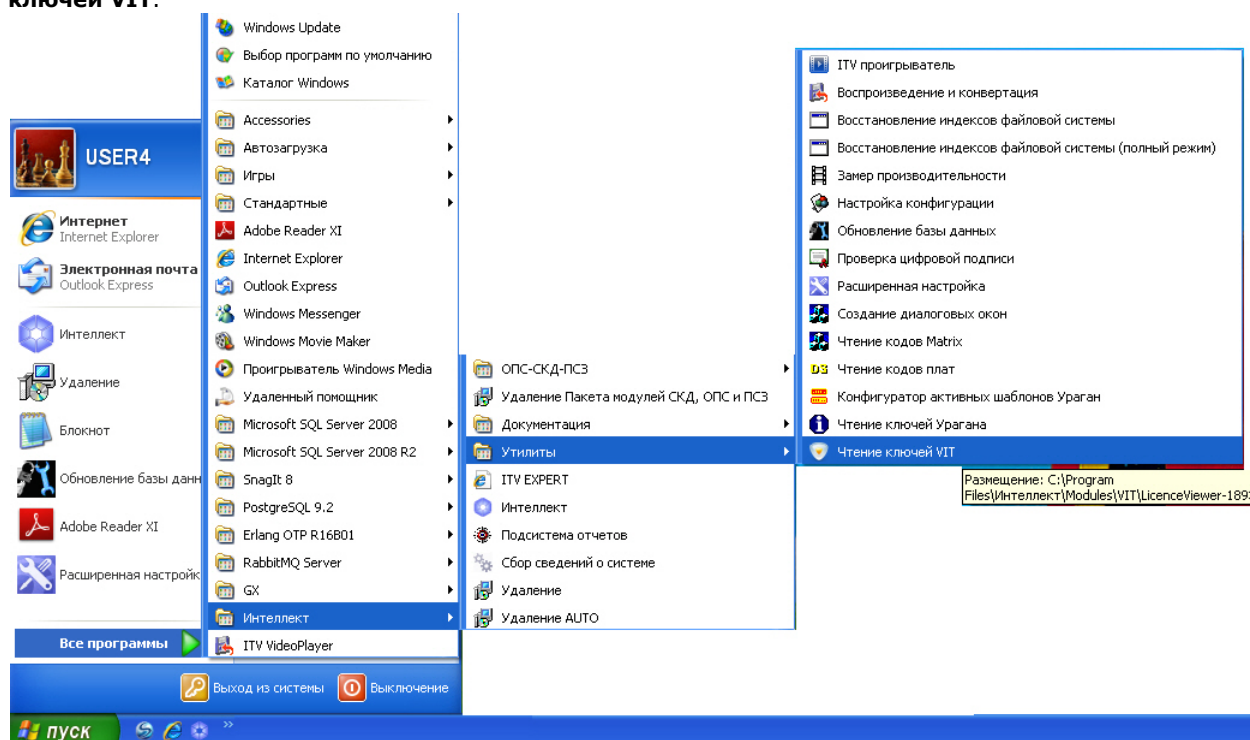 ключей VIT.
Windows Update
Выбор программ по умолчанию
Каталог Windows
Accessories
Автозагрузка
Игры
Стандартные
Adobe Reader XI
Internet Explorer
Outlook Express
Windows Messenger
Windows Movie Maker
Проигрыватель Windows Media
Удаленный помощник
Microsoft SQL Server 2008
Microsoft SQL Server 2008 R2
SnagIt 8
PostgreSQL 9.2
Erlang OTP R16B01
RabbitMQ Server
GX
Интеллект
ITV VideoPlayer
USER4
Интернет
Internet Explorer
Электронная почта
Outlook Express
Интеллект
Удаление
Блокнот
Обновление базы данн
Adobe Reader XI
Расширенная настройк
Все программы
Выход из системы
Выключение
пуск
ОПС-СКД-ПСЗ
Удаление Пакета модулей СКД, ОПС и ПСЗ
Документация
Утилиты
ITV EXPERT
Интеллект
Подсистема отчетов
Сбор сведений о системе
Удаление
Удаление AUTO
ITV проигрыватель
Воспроизведение и конвертация
Восстановление индексов файловой системы
Восстановление индексов файловой системы (полный режим)
Замер производительности
Настройка конфигурации
Обновление базы данных
Проверка цифровой подписи
Расширенная настройка
Создание диалоговых окон
Чтение кодов Matrix
Чтение кодов плат
Конфигуратор активных шаблонов Ураган
Чтение ключей Урагана
Чтение ключей VIT
Размещение: C:\Program
Files\Интеллект\Modules\VIT\LicenceViewer-189